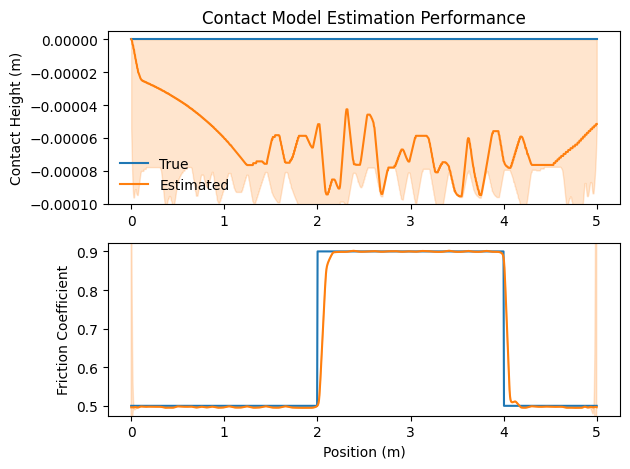 Contact Model Estimation Performance
Contact Height (m)
0.00000
−0.00002
−0.00004
−0.00006
−0.00008
−0.00010
True
Estimated
0 1 2 3 4 5
Friction Coefficient
0.9
0.8
0.7
0.6
0.5
0 1 2 3 4 5
Position (m)